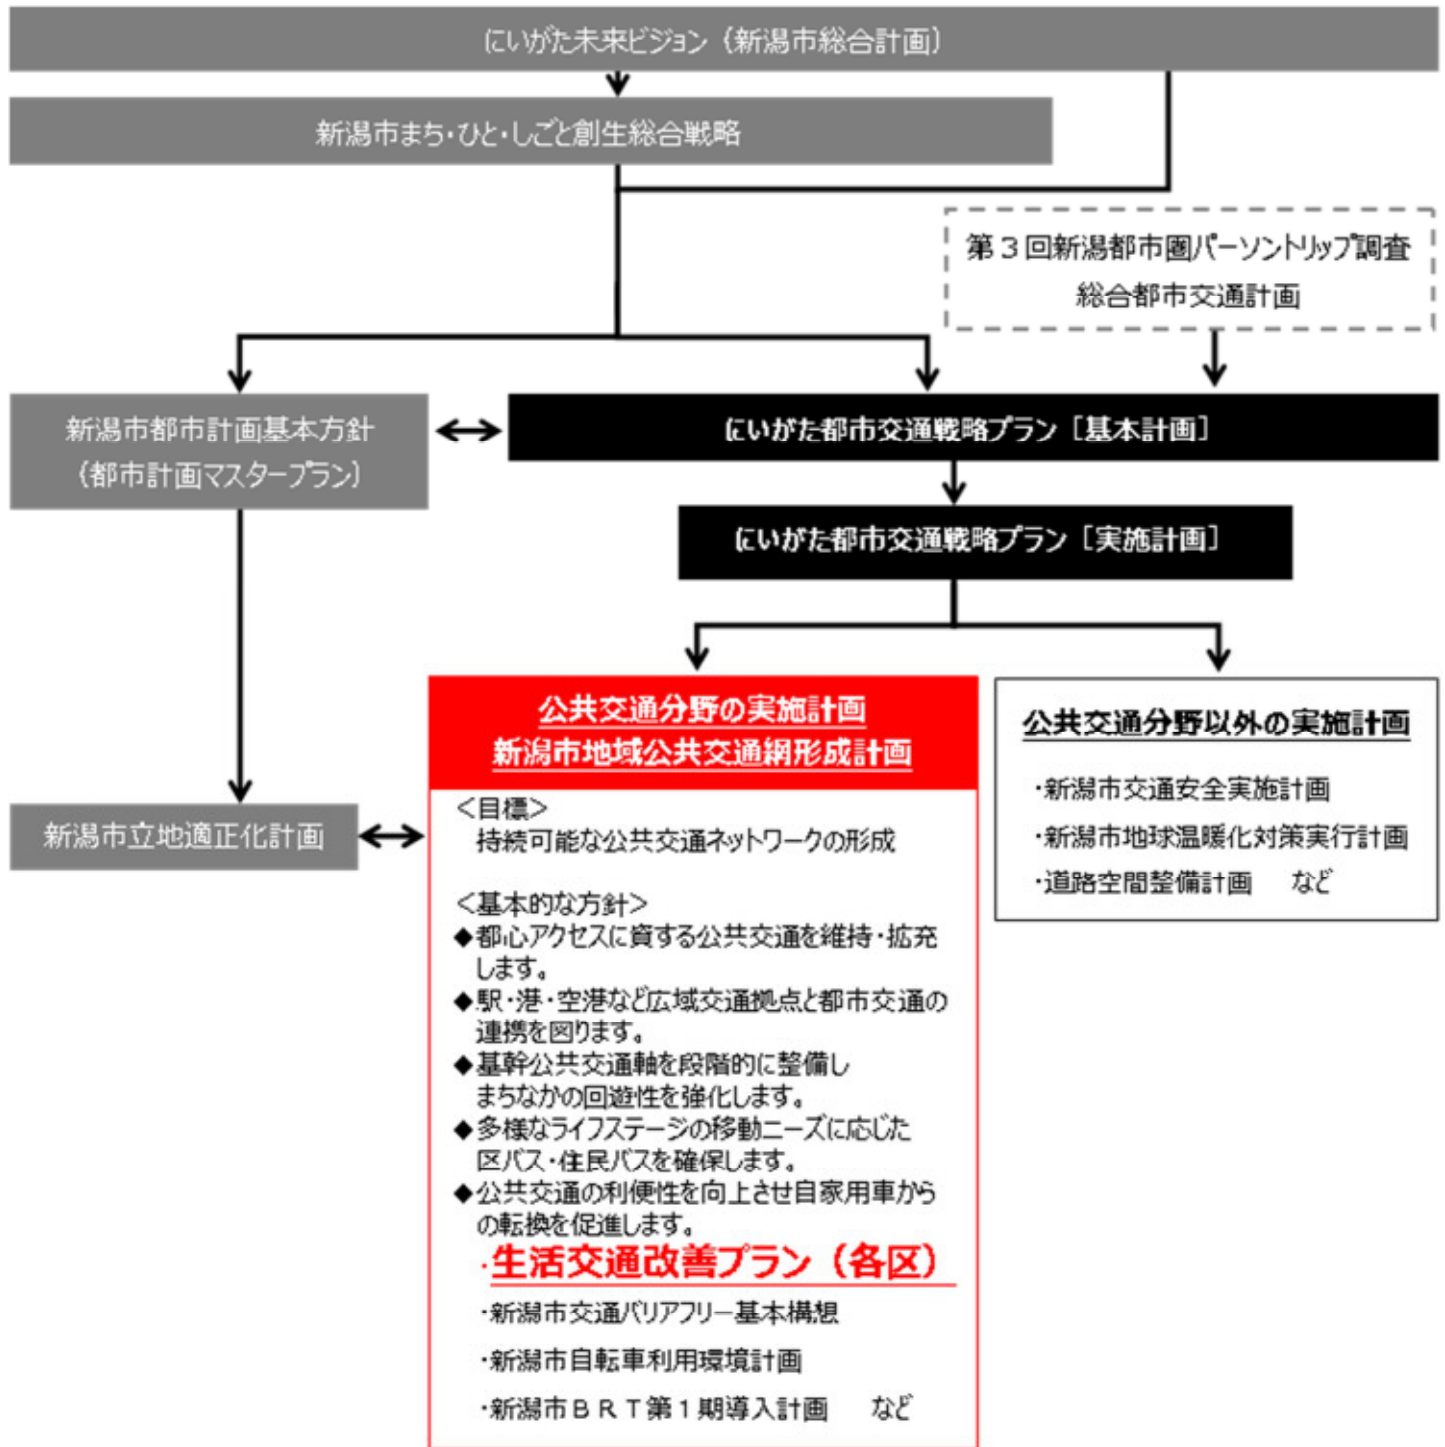 にいがた未来ビジョン（新潟市総合計画）
新潟市まち・ひと・しごと創生総合戦略
第３回新潟都市圏パーソントリップ調査
総合都市交通計画
新潟市都市計画基本方針
（都市計画マスタープラン）
にいがた都市交通戦略プラン［基本計画］
にいがた都市交通戦略プラン［実施計画］
公共交通分野の実施計画
新潟市地域公共交通網形成計画
公共交通分野以外の実施計画
・新潟市交通安全実施計画
・新潟市地球温暖化対策実行計画
・道路空間整備計画　など
新潟市立地適正化計画
＜目標＞
持続可能な公共交通ネットワークの形成
＜基本的な方針＞
◆都心アクセスに資する公共交通を維持・拡充
します。
◆駅・港・空港など広域交通拠点と都市交通の
連携を図ります。
◆基幹公共交通軸を段階的に整備し
まちなかの回遊性を強化します。
◆多様なライフステージの移動ニーズに応じた
区バス・住民バスを確保します。
◆公共交通の利便性を向上させ自家用車から
の転換を促進します。
・生活交通改善プラン（各区）
・新潟市交通バリアフリー基本構想
・新潟市自転車利用環境計画
・新潟市ＢＲＴ第１期導入計画　など